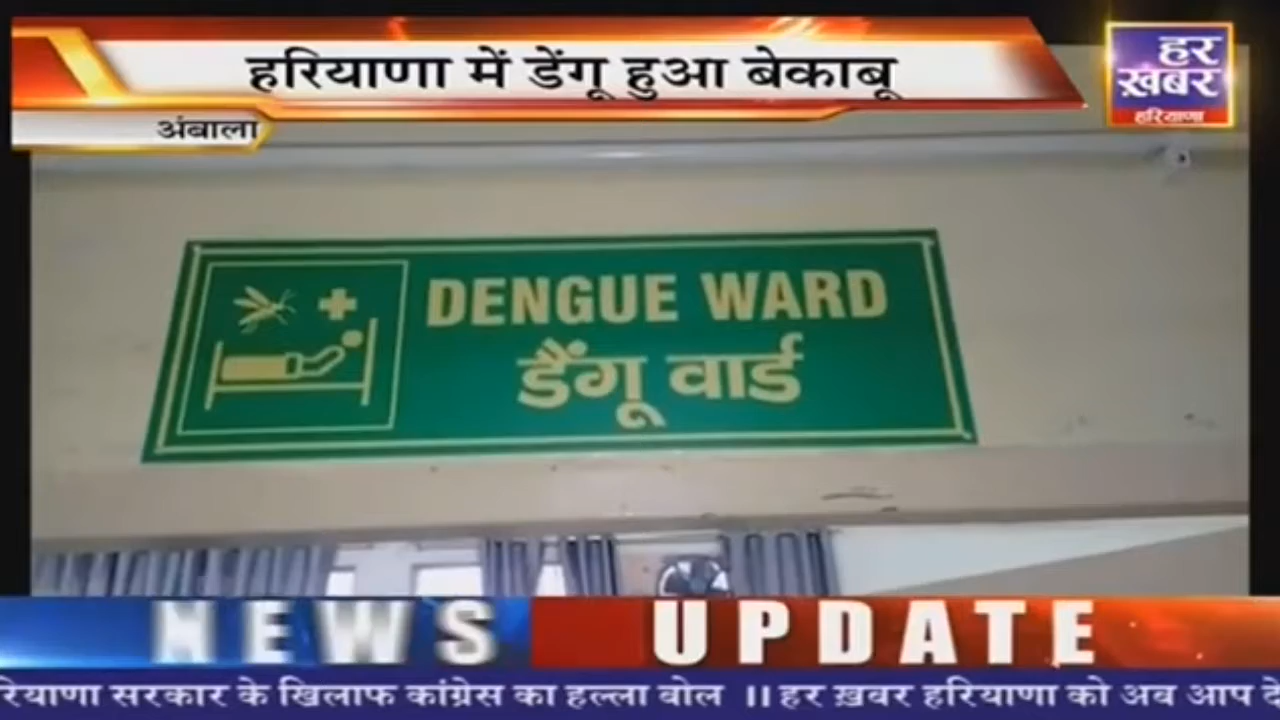 हरियाणा में डेंगू हुआ बेकाबू
हर
ख़बर
हरियाणा
अंबाला
DENGUE WARD
डैंगू वार्ड
NEWS UPDATE
रियाणा सरकार के खिलाफ कांग्रेस का हल्ला बोल ।। हर ख़बर हरियाणा को अब आप दे